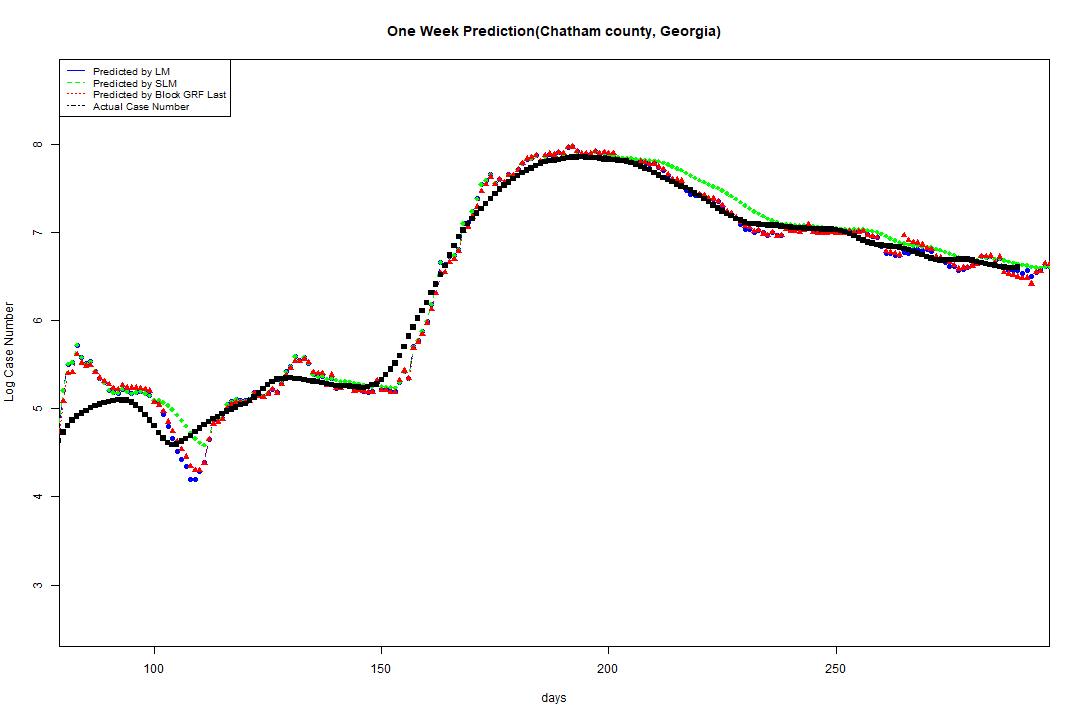 One Week Prediction(Chatham county, Georgia)
Predicted by LM
Predicted by SLM
Predicted by Block GRF Last
Actual Case Number
8
7
6
5
4
3
Log Case Number
100 150 200 250
days